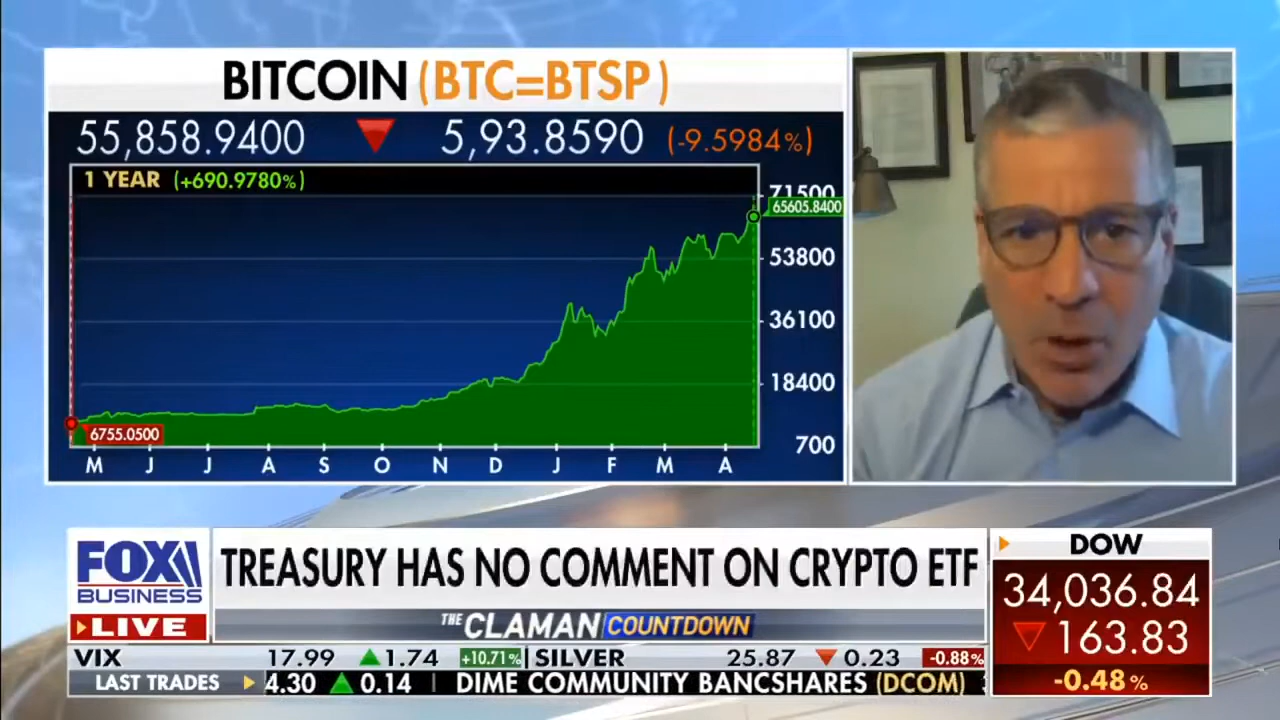 BITCOIN (BTC=BTSP )
55,858.9400 5,93.8590 (-9.5984%)
1 YEAR (+690.9780%)
71500
65605.8400
53800
36100
18400
700
6755.0500
M J J A S O N D J F M A
FOX
BUSINESS
LIVE
TREASURY HAS NO COMMENT ON CRYPTO ETF
THE CLAMAN COUNTDOWN
DOW
34,036.84
163.83
-0.48%
VIX 17.99 1.74 +10.71% SILVER 25.87 0.23 -0.88%
LAST TRADES 4.30 0.14 DIME COMMUNITY BANCSHARES (DCOM)